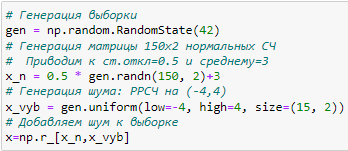 # Генерация выборки
gen = np.random.RandomState(42)
# Генерация матрицы 150x2 нормальных СЧ
#  Приводим к ст.откл=0.5 и среднему=3
x_n = 0.5 * gen.randn(150, 2)+3
# Генерация шума: РРСЧ на (-4,4)
x_vyb = gen.uniform(low=-4, high=4, size=(15, 2))
# Добавляем шум к выборке
x=np.r_[x_n,x_vyb]